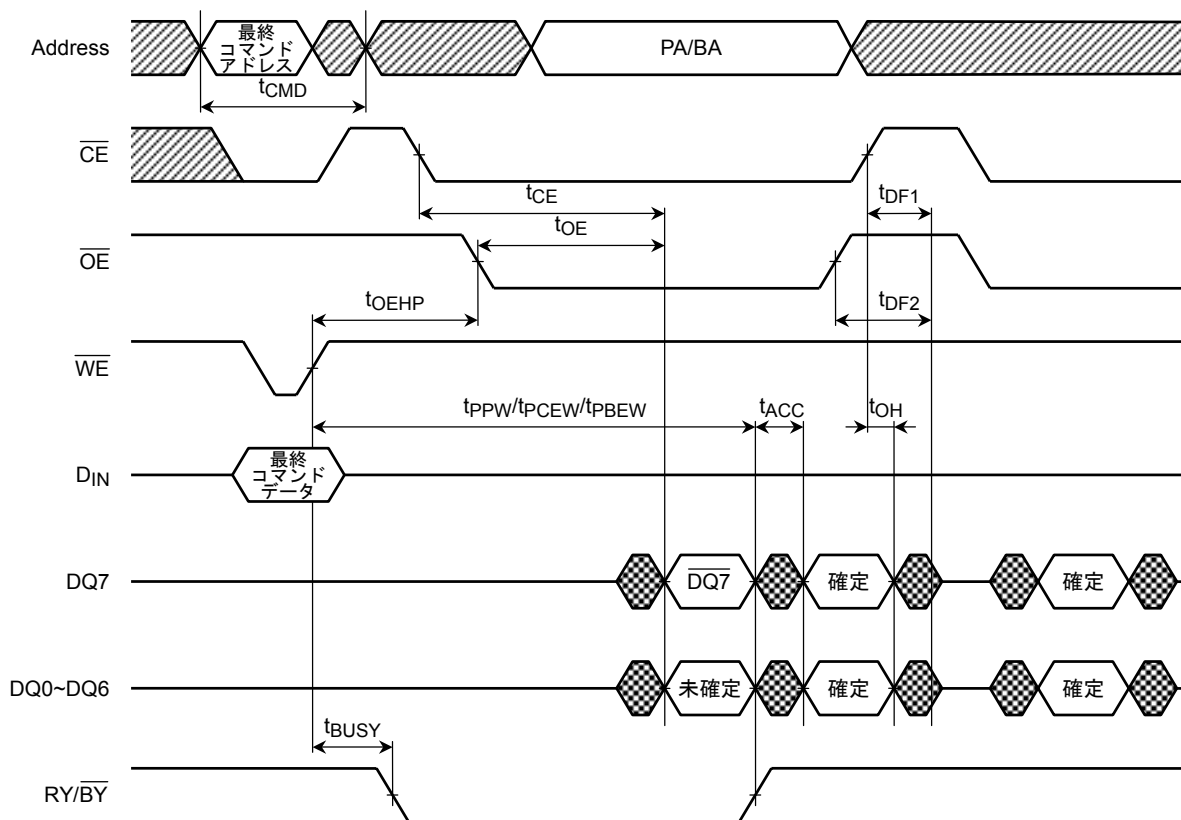 Address
最終
コマンド
アドレス
PA/BA
tCMD
CE
tCE
tDF1
OE
tOE
tOEHP
tDF2
WE
tPPW/tPCEW/tPBEW
tACC
tOH
DIN
最終
コマンド
データ
DQ7
DQ7
確定
確定
DQ0~DQ6
未確定
確定
確定
tBUSY
RY/BY